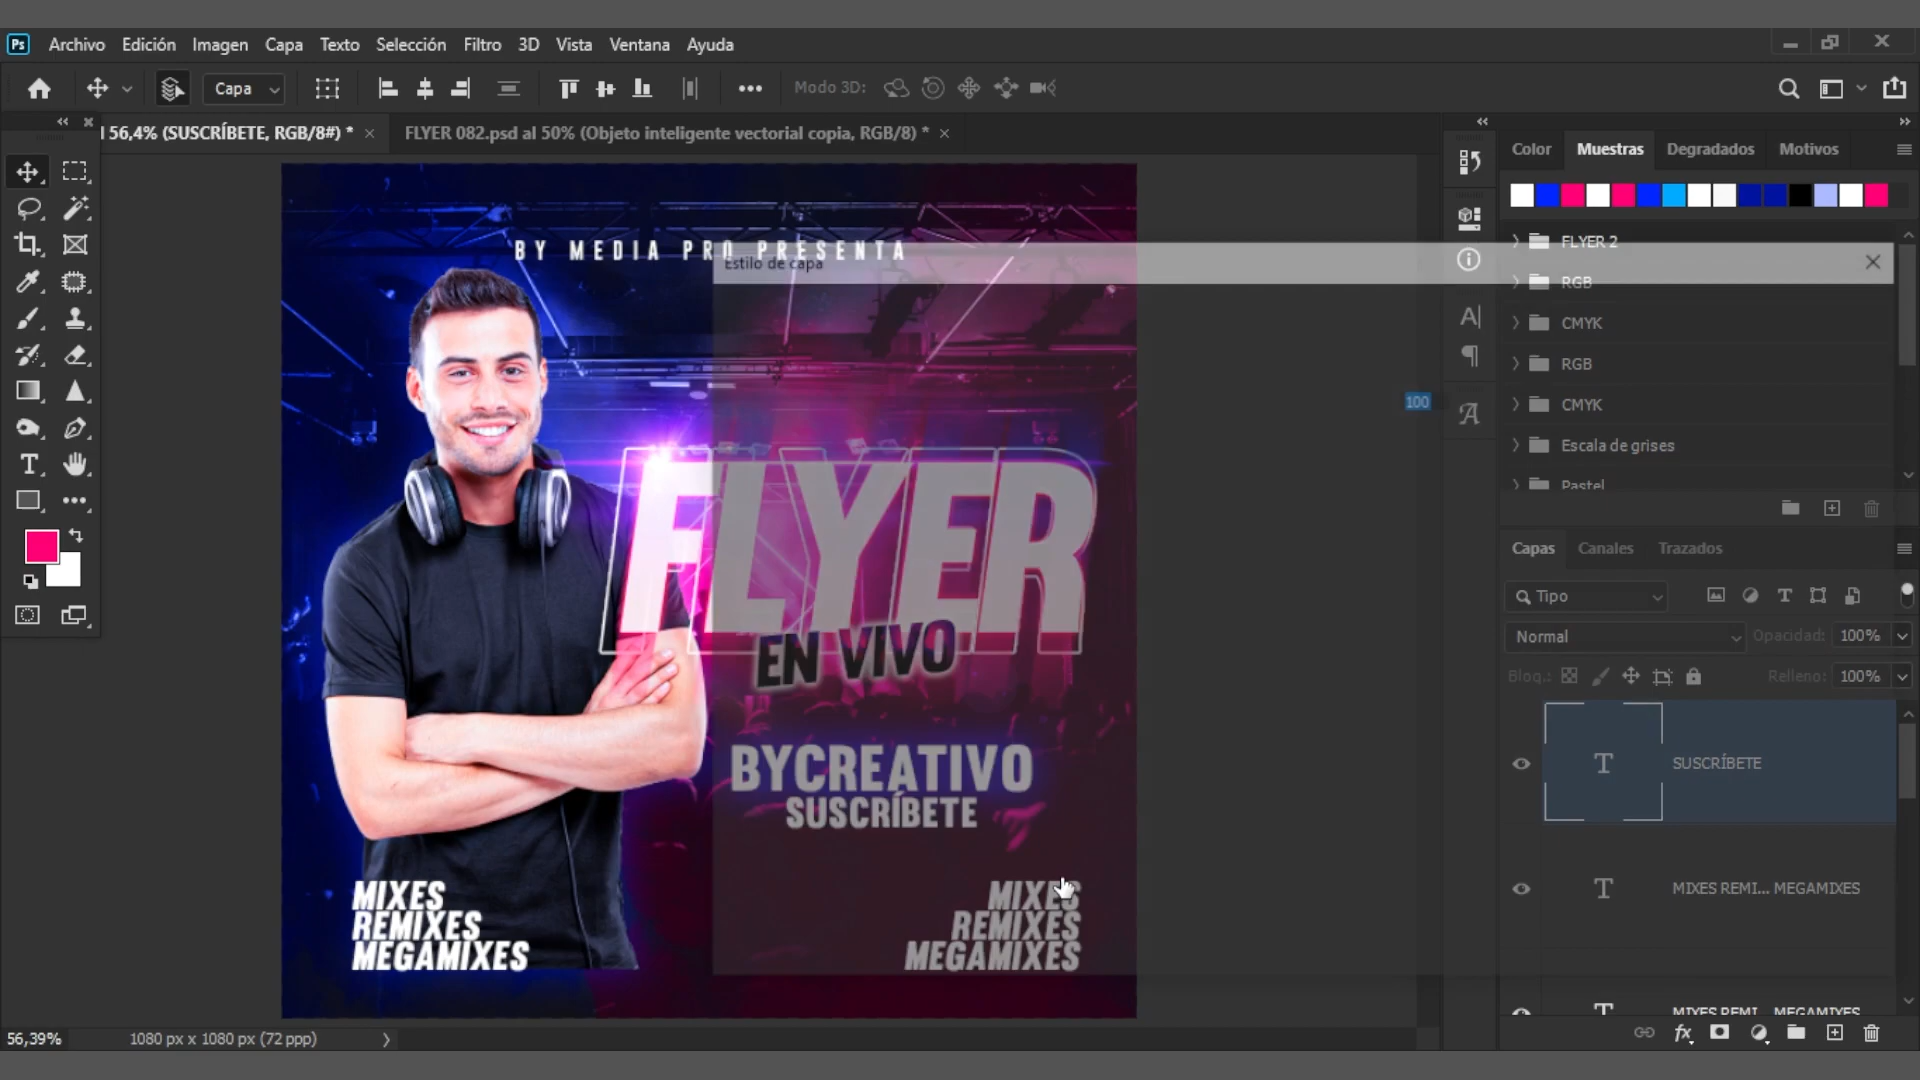 Ps Archivo Edición Imagen Capa Texto Selección Filtro 3D Vista Ventana Ayuda
Capa Modo 3D:
l 56,4% (SUSCRÍBETE, RGB/8#) * FLYER 082.psd al 50% (Objeto inteligente vectorial copia, RGB/8) *
Color Muestras Degradados Motivos
FLYER 2
RGB
CMYK
RGB
CMYK
Escala de grises
Pastel
Estilo de capa
100
BY MEDIA PRO PRESENTA
FLYER
EN VIVO
BYCREATIVO
SUSCRÍBETE
MIXES
REMIXES
MEGAMIXES
MIXES
REMIXES
MEGAMIXES
Capas Canales Trazados
Tipo
Normal Opacidad: 100%
Bloq.: Relleno: 100%
T SUSCRÍBETE
T MIXES REMI... MEGAMIXES
T MIXES REMI... MEGAMIXES
56,39% 1080 px x 1080 px (72 ppp)
fx